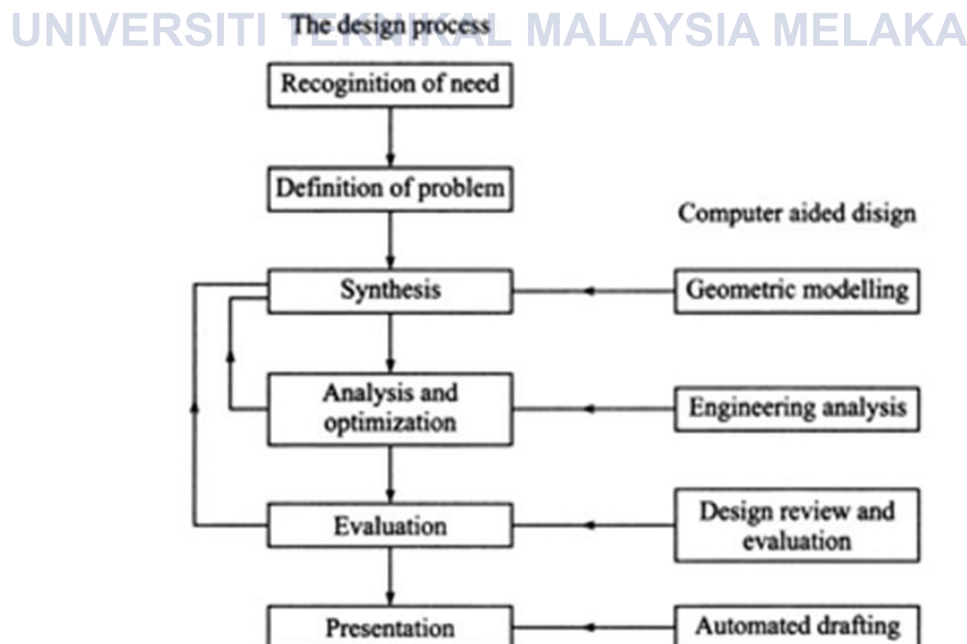 UNIVERSITI TEKNIKAL MALAYSIA MELAKA
The design process
Recoginition of need
Definition of problem
Computer aided disign
Synthesis
Geometric modelling
Analysis and
optimization
Engineering analysis
Evaluation
Design review and
evaluation
Presentation
Automated drafting